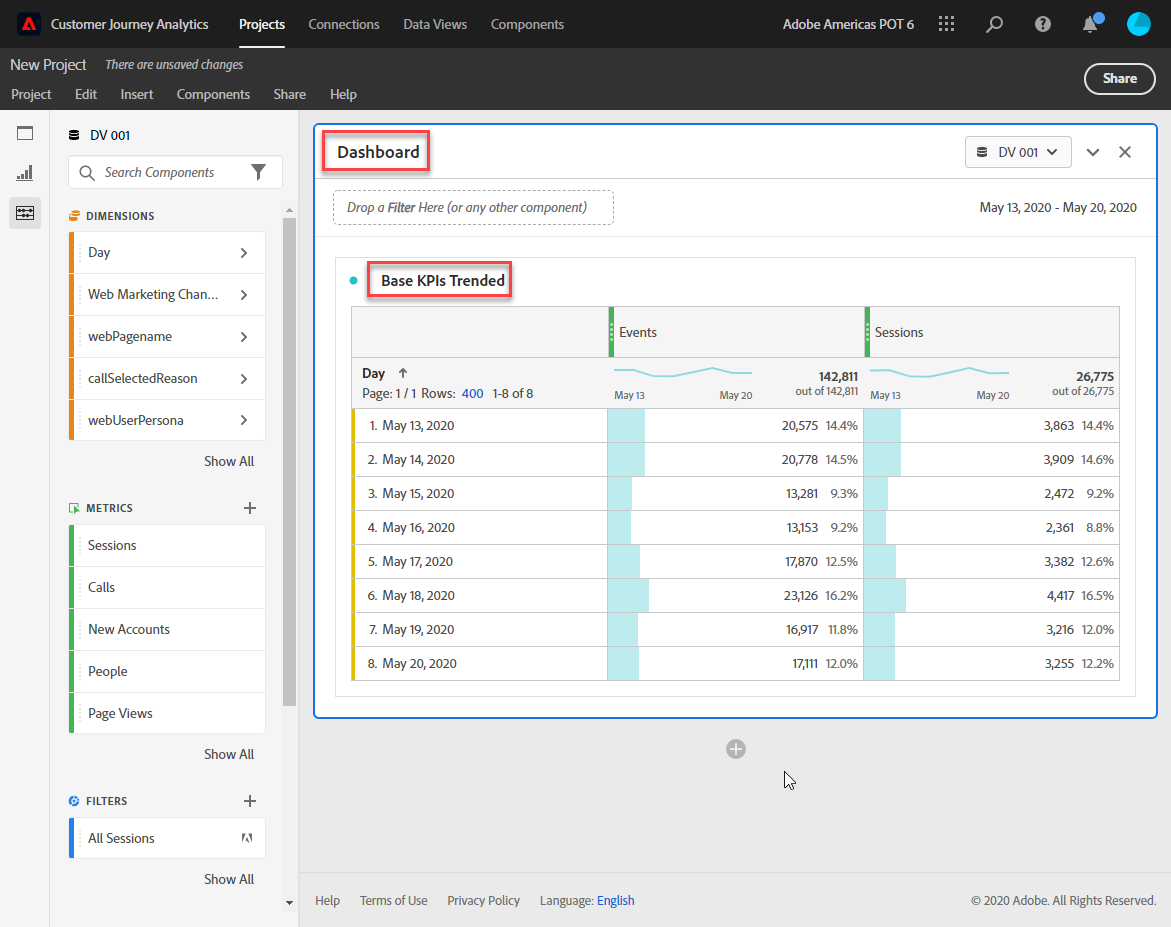 Customer Journey Analytics Projects Connections Data Views Components Adobe Americas POT 6
New Project There are unsaved changes
Share
Project Edit Insert Components Share Help
DV 001
Search Components
DIMENSIONS
Day
Web Marketing Chan...
webPagename
callSelectedReason
webUserPersona
Show All
METRICS
Sessions
Calls
New Accounts
People
Page Views
Show All
FILTERS
All Sessions
Show All
Dashboard DV 001
Drop a Filter Here (or any other component) May 13, 2020 - May 20, 2020
Base KPIs Trended
Events Sessions
Day
Page: 1 / 1 Rows: 400 1-8 of 8
May 13 May 20
142,811
out of 142,811
May 13 May 20
26,775
out of 26,775
1. May 13, 2020 20,575 14.4% 3,863 14.4%
2. May 14, 2020 20,778 14.5% 3,909 14.6%
3. May 15, 2020 13,281 9.3% 2,472 9.2%
4. May 16, 2020 13,153 9.2% 2,361 8.8%
5. May 17, 2020 17,870 12.5% 3,382 12.6%
6. May 18, 2020 23,126 16.2% 4,417 16.5%
7. May 19, 2020 16,917 11.8% 3,216 12.0%
8. May 20, 2020 17,111 12.0% 3,255 12.2%
Help Terms of Use Privacy Policy Language: English © 2020 Adobe. All Rights Reserved.